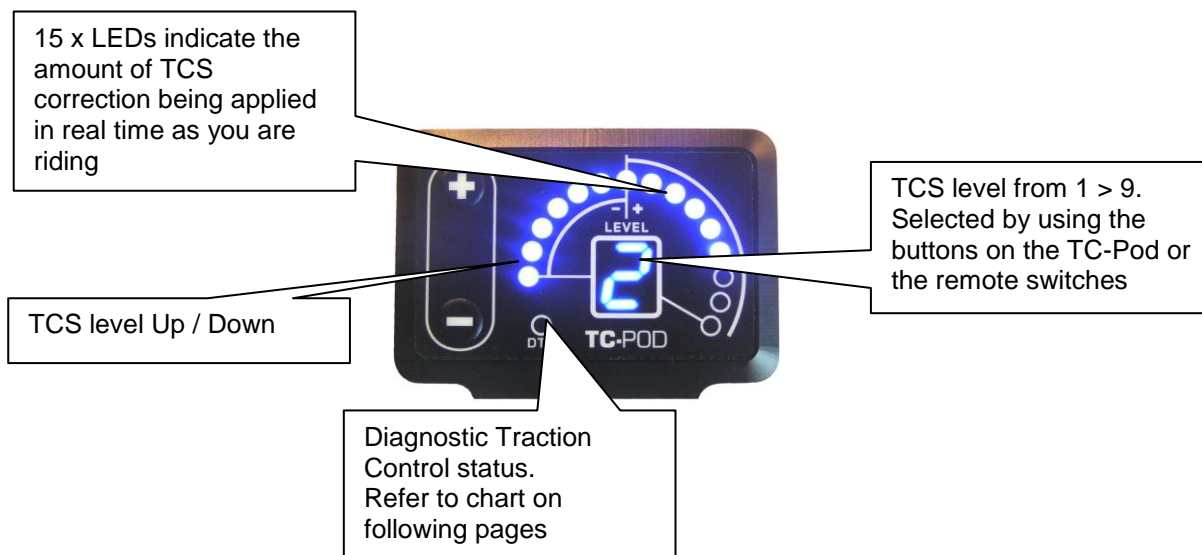 15 x LEDs indicate the
amount of TCS
correction being applied
in real time as you are
riding
TCS level from 1 > 9.
Selected by using the
buttons on the TC-Pod or
the remote switches
TCS level Up / Down
Diagnostic Traction
Control status.
Refer to chart on
following pages
+
- +
LEVEL
2
-
TC-POD